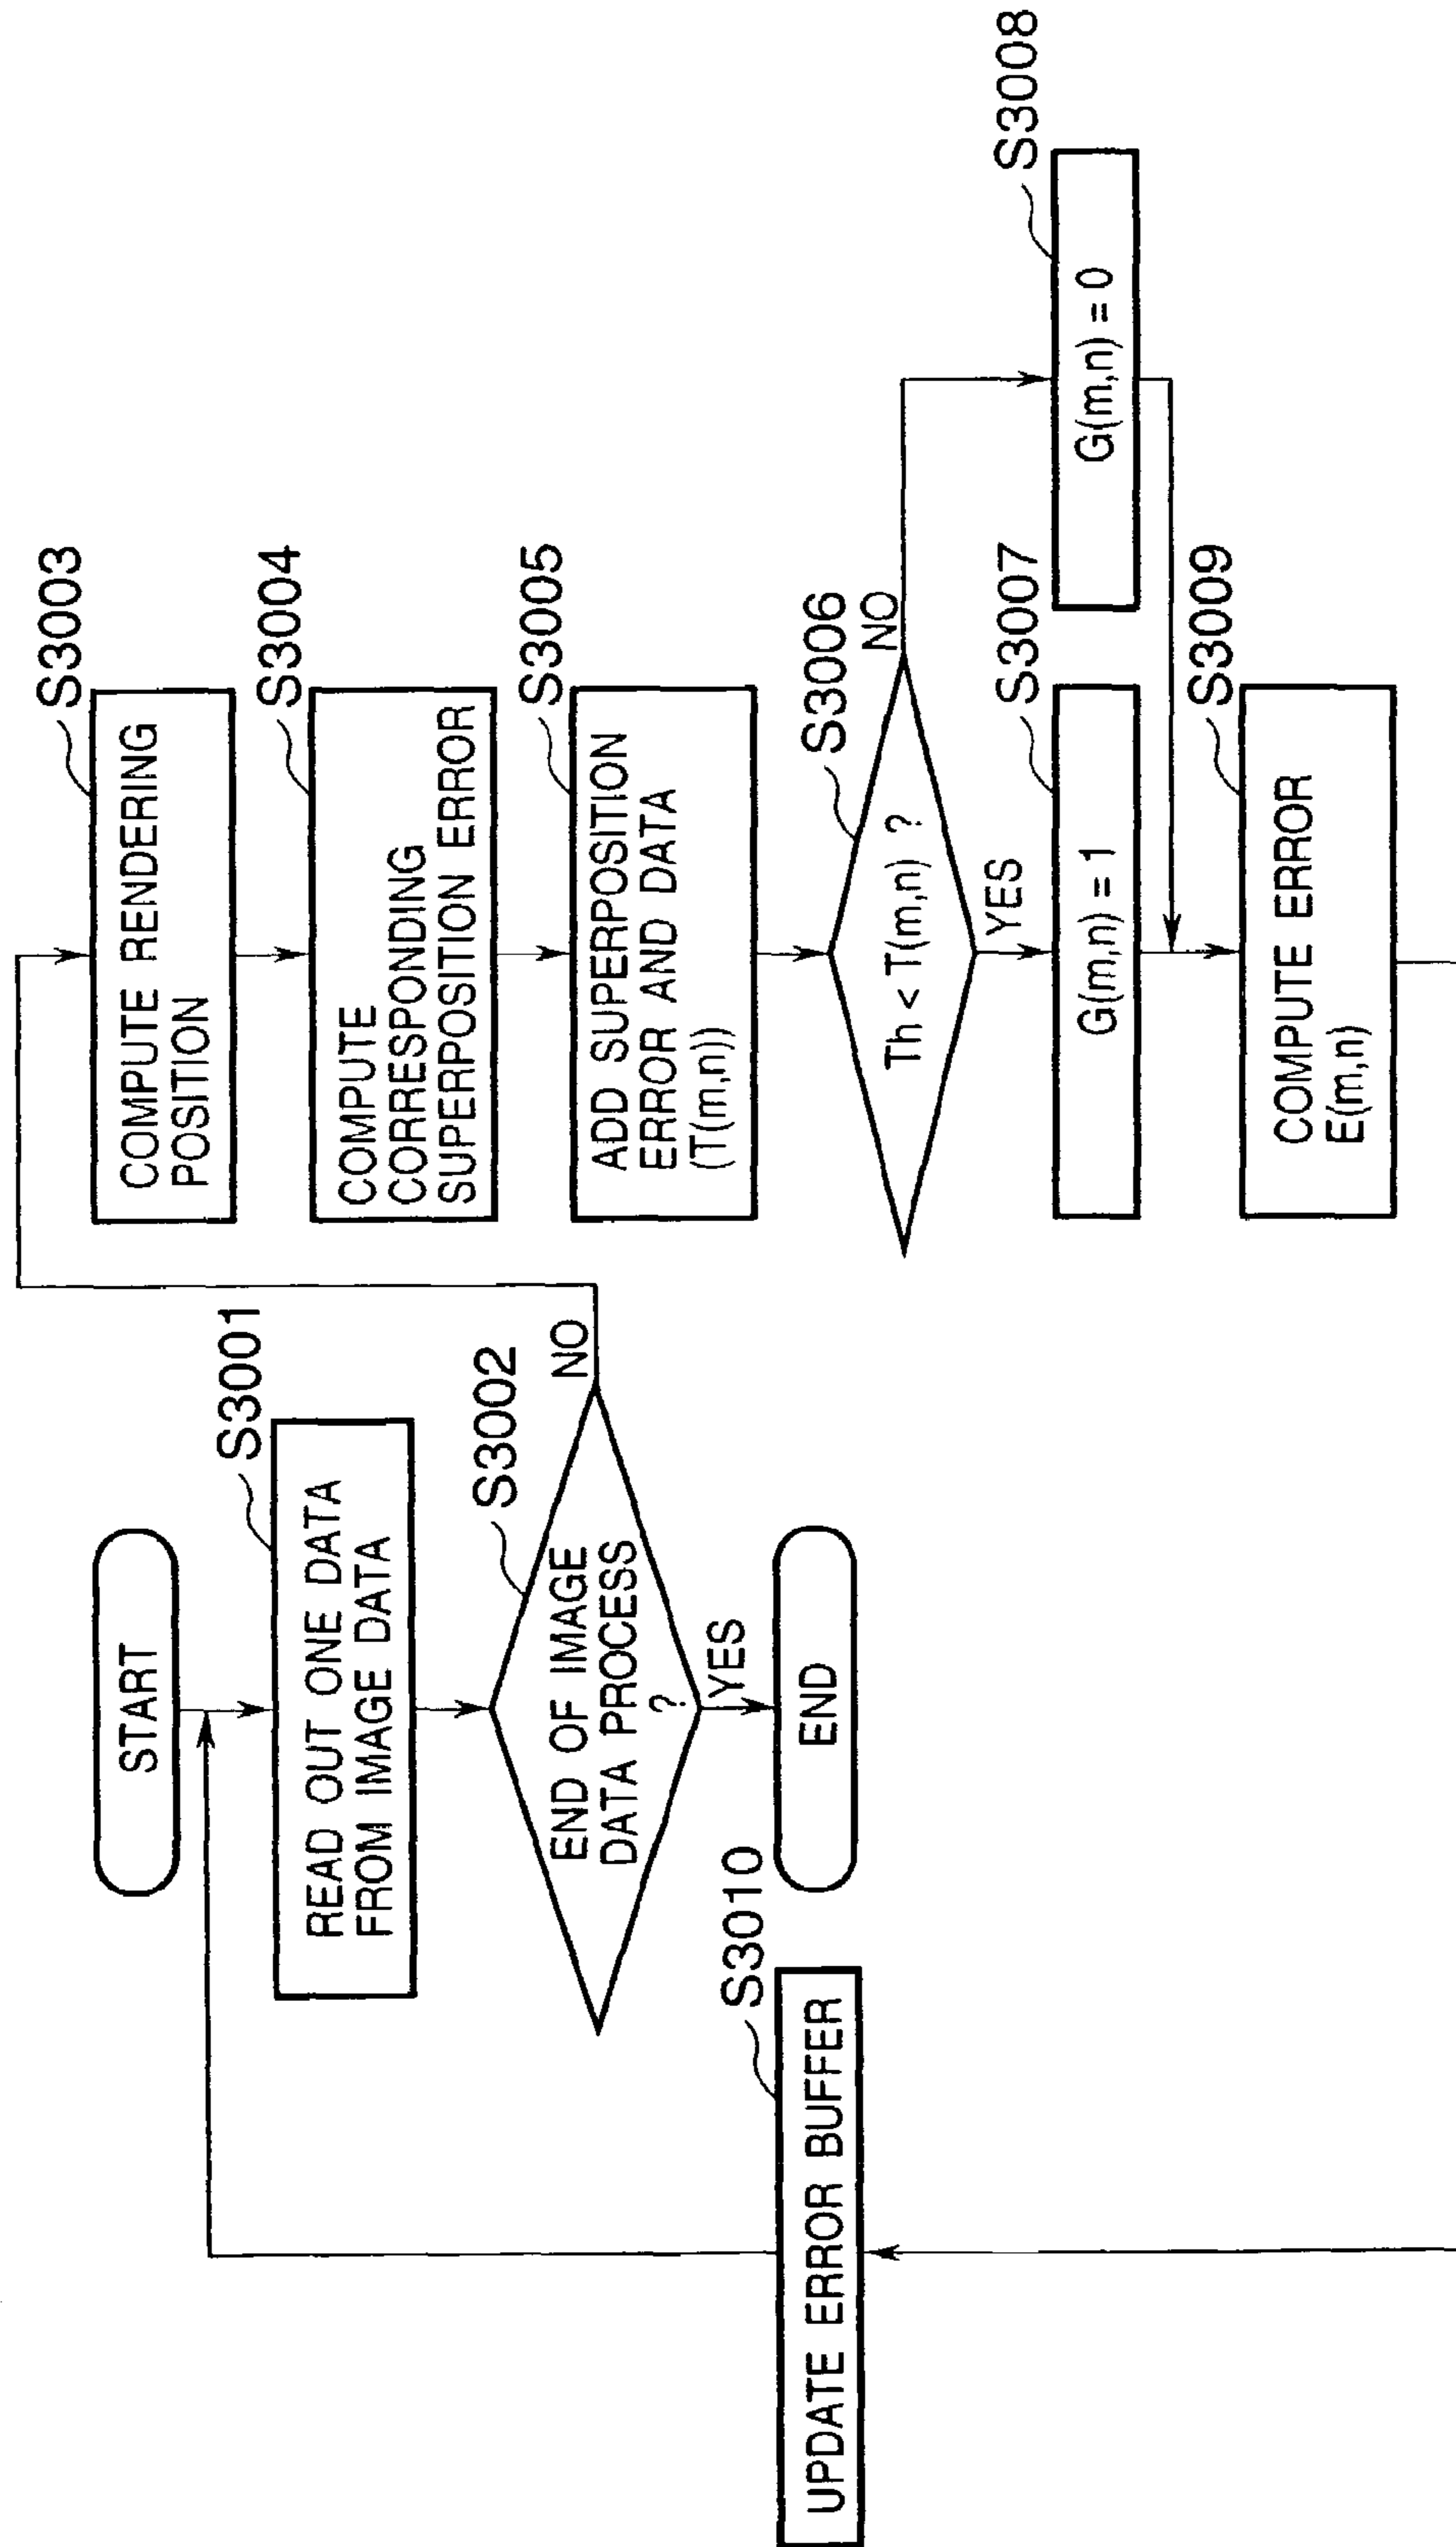 START
S3001
READ OUT ONE DATA
FROM IMAGE DATA
S3002
END OF IMAGE
DATA PROCESS
?
NO
YES
END
S3003
COMPUTE RENDERING
POSITION
S3004
COMPUTE
CORRESPONDING
SUPERPOSITION ERROR
S3005
ADD SUPERPOSITION
ERROR AND DATA
(T(m,n))
S3006
Th < T(m,n) ?
NO
YES
S3007
G(m,n) = 1
S3008
G(m,n) = 0
S3009
COMPUTE ERROR
E(m,n)
S3010
UPDATE ERROR BUFFER